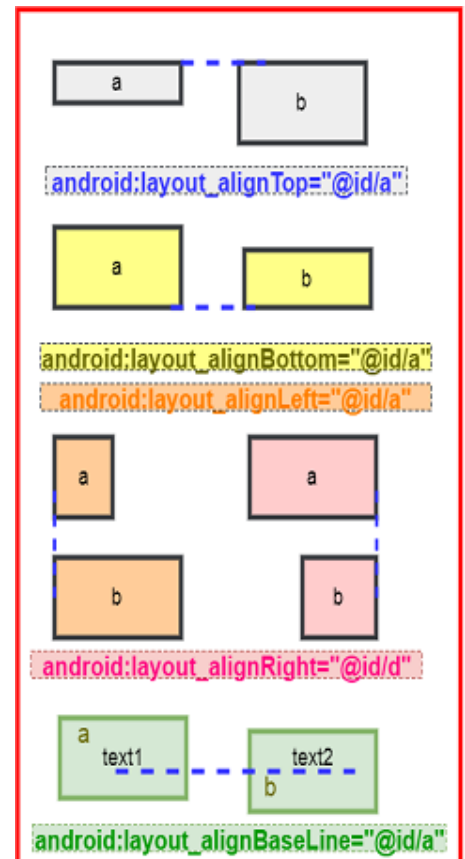 a
b
android:layout_alignTop="@id/a"
a
b
android:layout_alignBottom="@id/a"
android:layout_alignLeft="@id/a"
a
a
b
b
android:layout_alignRight="@id/d"
a
text1
text2
b
android:layout_alignBaseLine="@id/a"